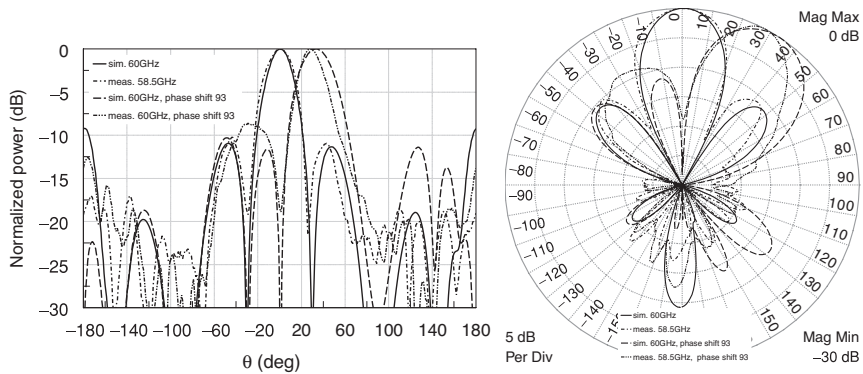 0
−5
−10
−15
−20
−25
−30
Normalized power (dB)
sim. 60GHz
meas. 58.5GHz
sim. 60GHz, phase shift 93
meas. 60GHz, phase shift 93
−180 −140 −100 −60 −20 20 60 100 140 180
θ (deg)
Mag Max
0 dB
−10 0 10 20 30 40 50 60 70 80 90 100 110 120 130 140 150
−20
−30
−40
−50
−60
−70
−80
−90
−100
−110
−120
−130
−140
sim. 60GHz
meas. 58.5GHz
sim. 60GHz, phase shift 93
meas. 58.5GHz, phase shift 93
5 dB
Per Div
Mag Min
−30 dB